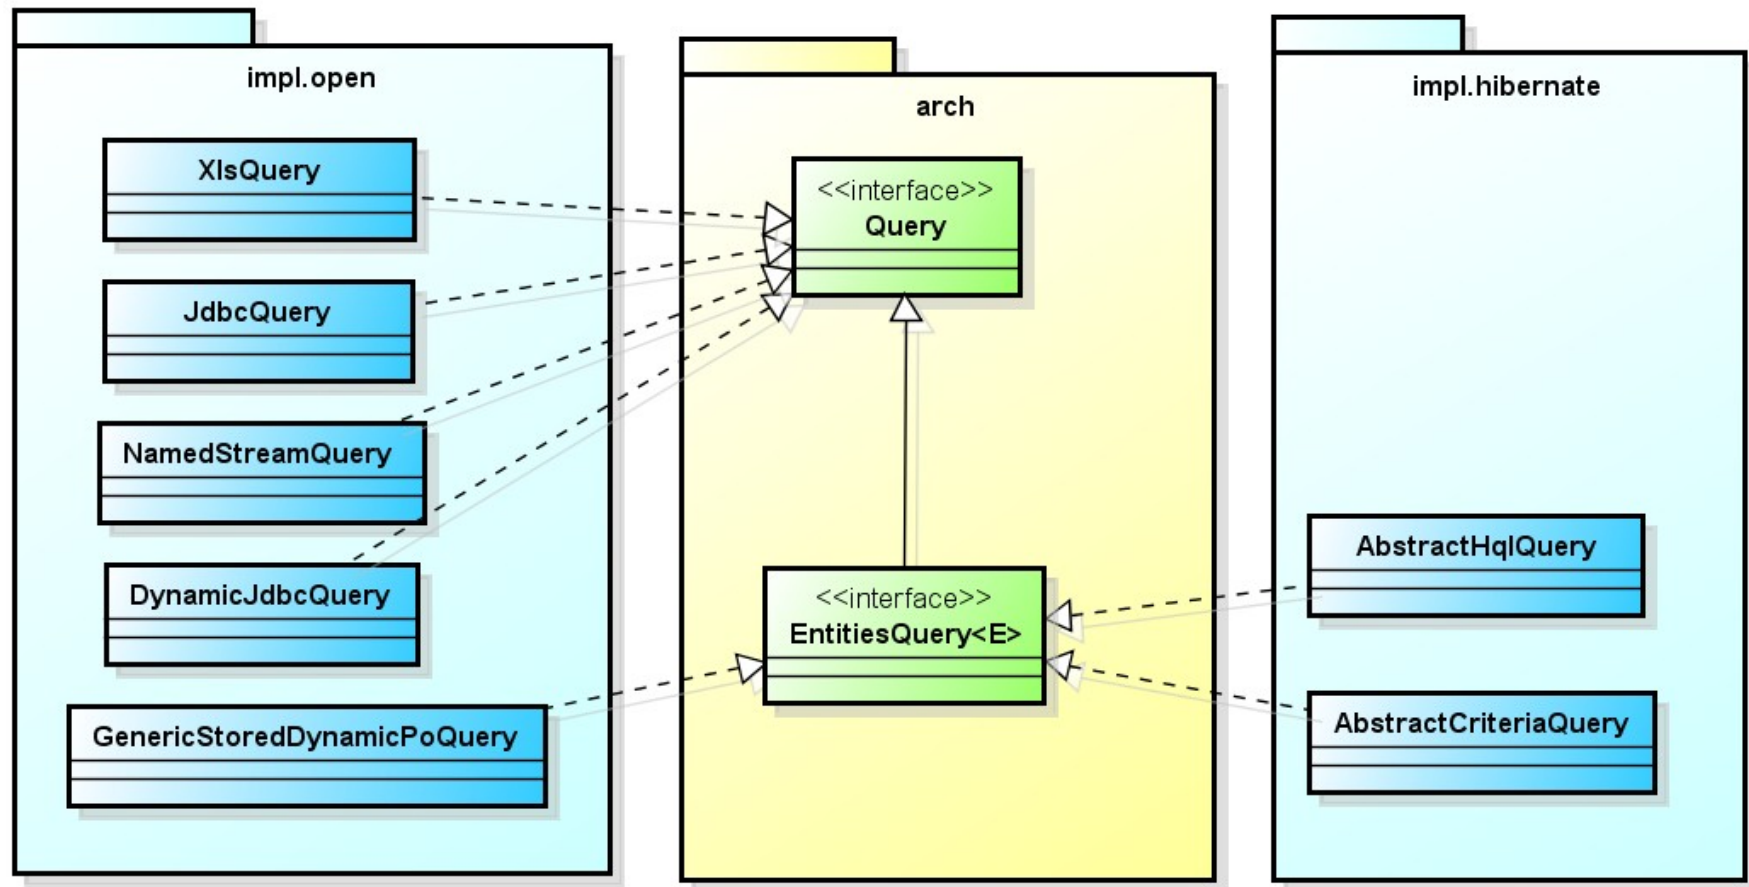 impl.open
XlsQuery
JdbcQuery
NamedStreamQuery
DynamicJdbcQuery
GenericStoredDynamicPoQuery
arch
<<interface>>
Query
<<interface>>
EntitiesQuery<E>
impl.hibernate
AbstractHqlQuery
AbstractCriteriaQuery